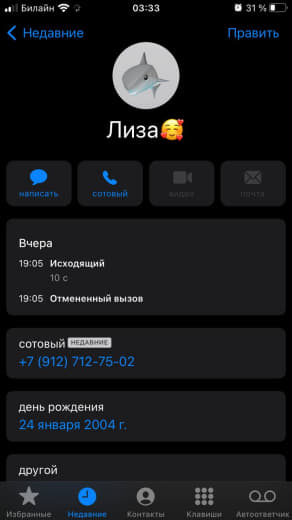 Билайн
03:33
31 %
Недавние
Править
Лиза🥰
написать
сотовый
видео
почта
Вчера
19:05 Исходящий
10 с
19:05 Отмененный вызов
сотовый НЕДАВНИЕ
+7 (912) 712-75-02
день рождения
24 января 2004 г.
другой
Избранные
Недавние
Контакты
Клавиши
Автоответчик